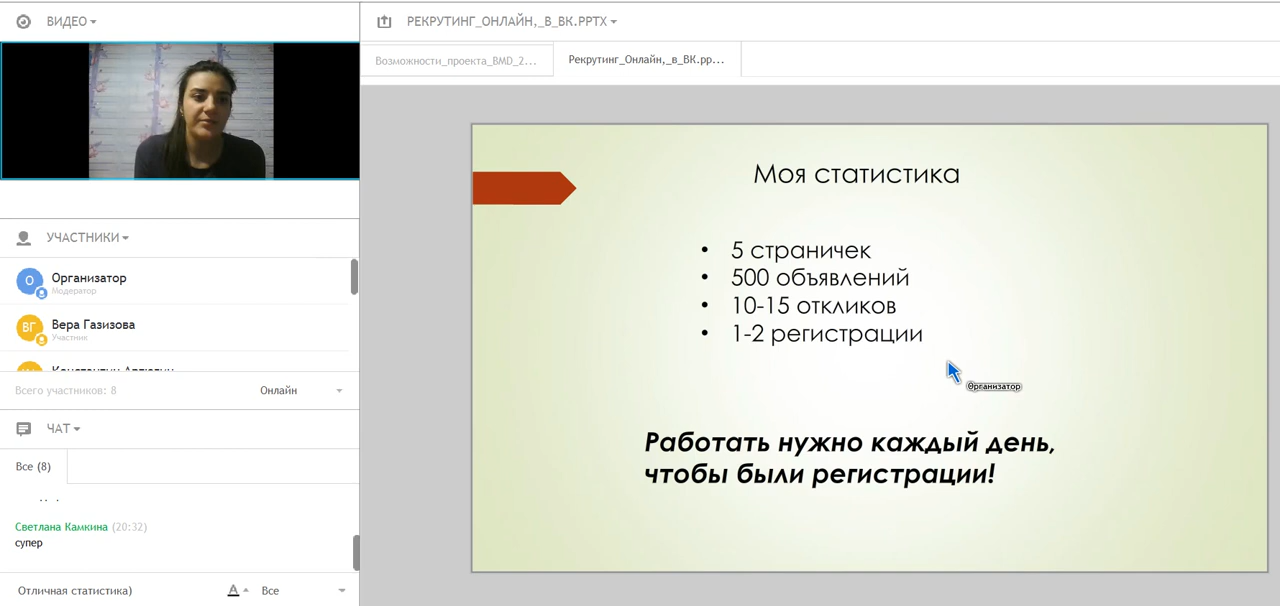 ВИДЕО
РЕКРУТИНГ_ОНЛАЙН,_В_ВК.PPTX
Возможности_проекта_BMD_2...
Рекрутинг_Онлайн,_в_ВК.pp...
Моя статистика
• 5 страничек
• 500 объявлений
• 10-15 откликов
• 1-2 регистрации
Организатор
Работать нужно каждый день,
чтобы были регистрации!
УЧАСТНИКИ
О
Организатор
Модератор
ВГ
Вера Газизова
Участник
Всего участников: 8
Онлайн
ЧАТ
Все (8)
Светлана Камкина (20:32)
супер
Отличная статистика)
A
Все